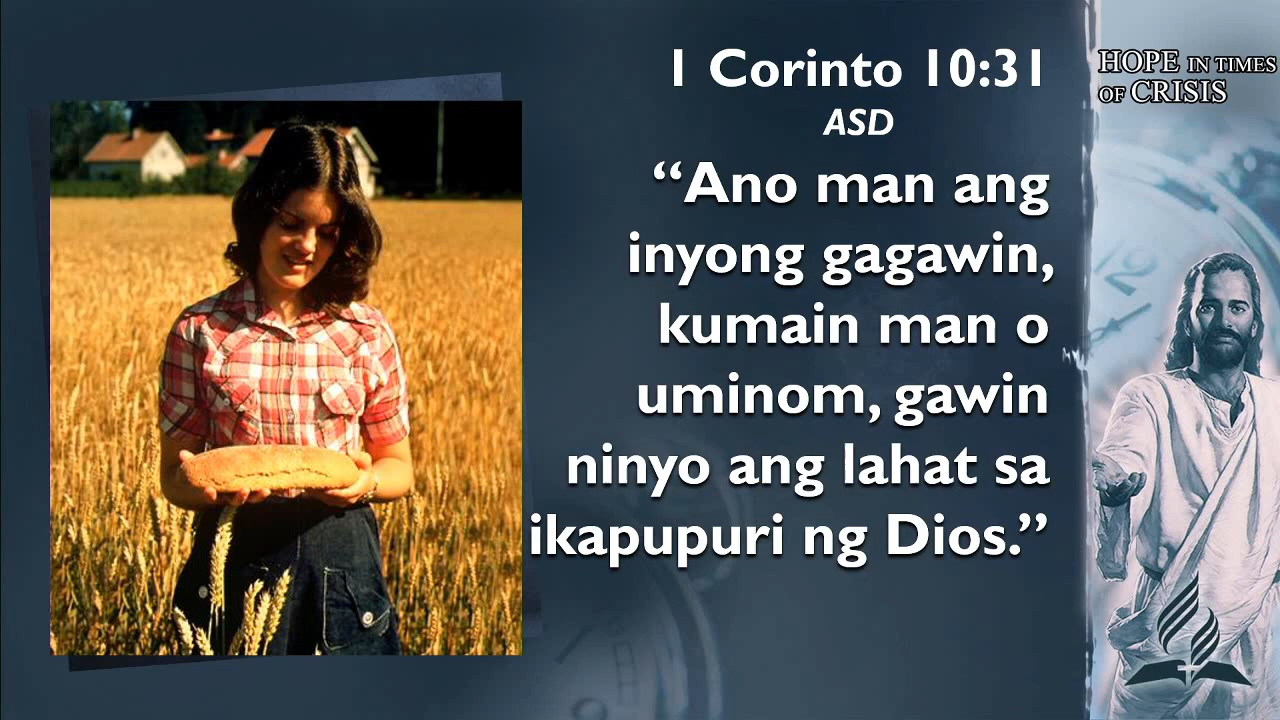 1 Corinto 10:31
ASD
“Ano man ang
inyong gagawin,
kumain man o
uminom, gawin
ninyo ang lahat sa
ikapupuri ng Dios.”
HOPE IN TIMES
OF CRISIS
12